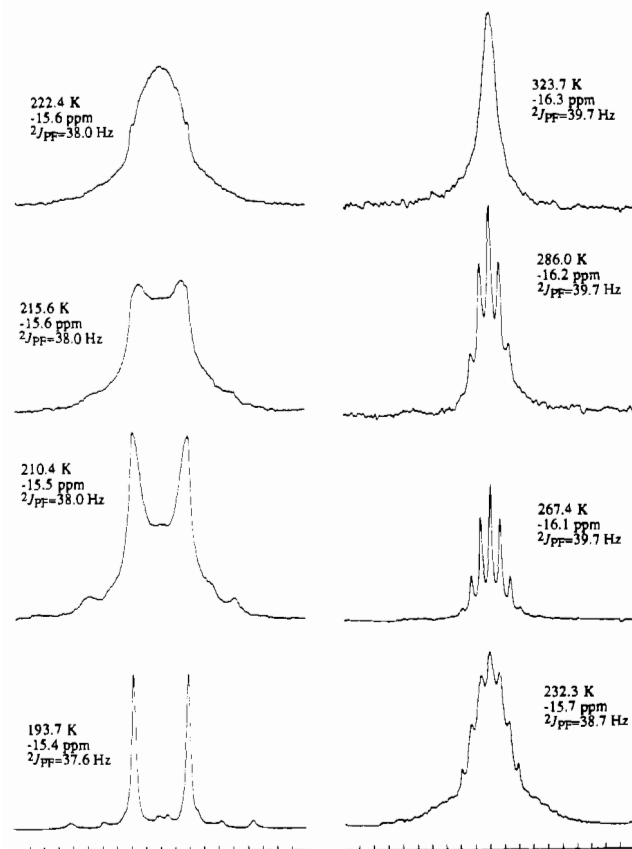 222.4 K
-15.6 ppm
²JPF=38.0 Hz
215.6 K
-15.6 ppm
²JPF=38.0 Hz
210.4 K
-15.5 ppm
²JPF=38.0 Hz
193.7 K
-15.4 ppm
²JPF=37.6 Hz
323.7 K
-16.3 ppm
²JPF=39.7 Hz
286.0 K
-16.2 ppm
²JPF=39.7 Hz
267.4 K
-16.1 ppm
²JPF=39.7 Hz
232.3 K
-15.7 ppm
²JPF=38.7 Hz